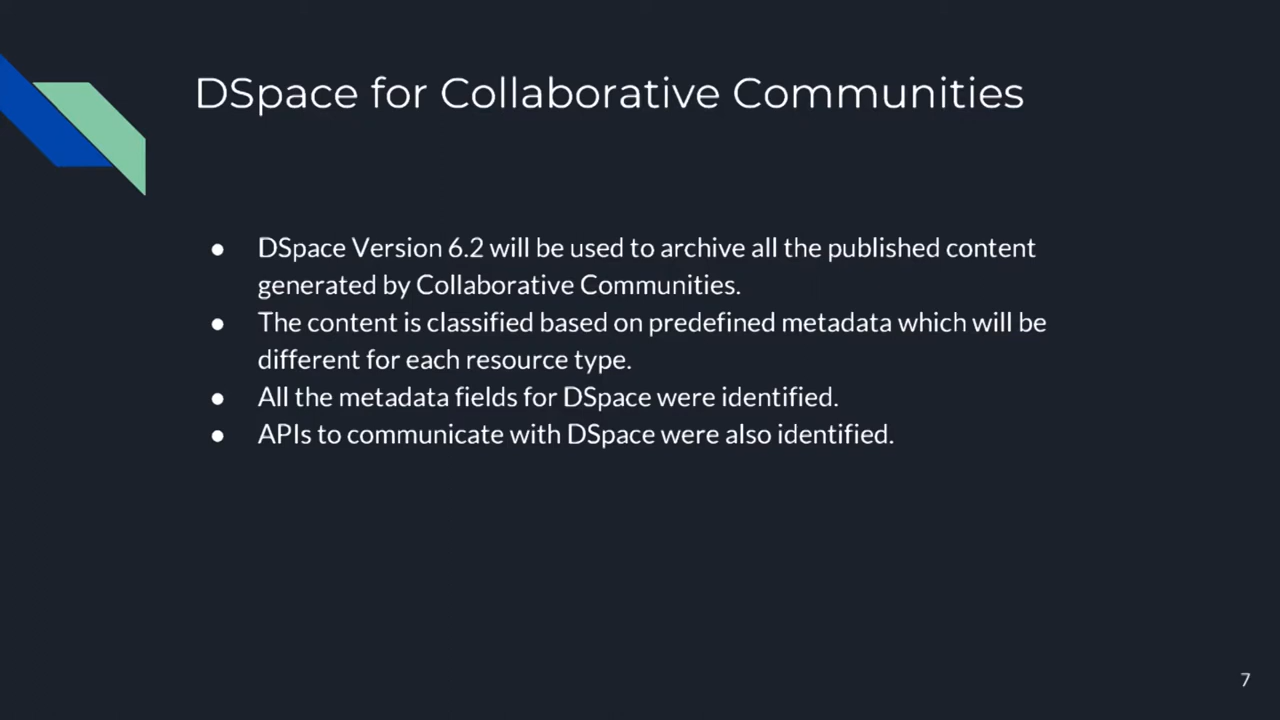 DSpace for Collaborative Communities
● DSpace Version 6.2 will be used to archive all the published content
generated by Collaborative Communities.
● The content is classified based on predefined metadata which will be
different for each resource type.
● All the metadata fields for DSpace were identified.
● APIs to communicate with DSpace were also identified.
7